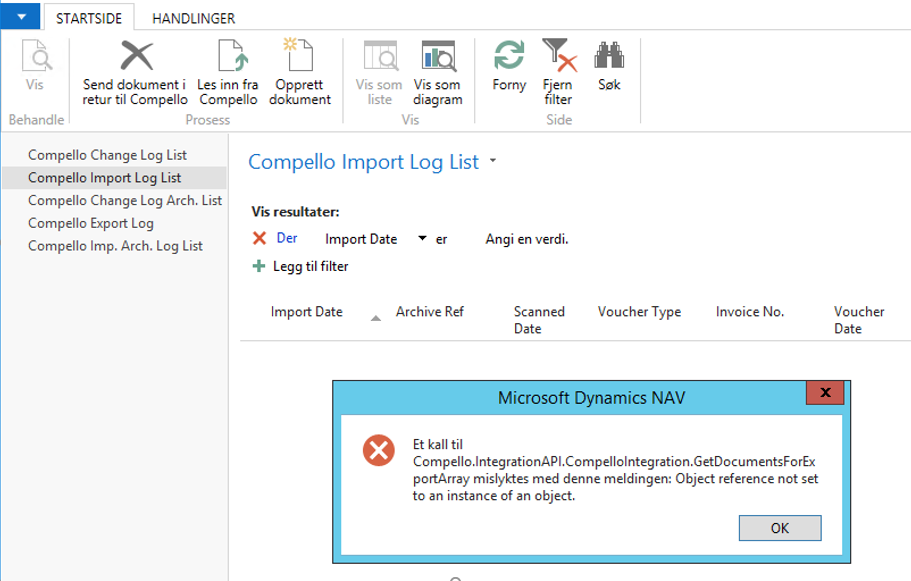 STARTSIDE HANDLINGER
Vis
Send dokument i
retur til Compello
Les inn fra
Compello
Opprett
dokument
Vis som
liste
Vis som
diagram
Forny
Fjern
filter
Søk
Behandle
Prosess
Vis
Side
Compello Change Log List
Compello Import Log List
Compello Change Log Arch. List
Compello Export Log
Compello Imp. Arch. Log List
Compello Import Log List
Vis resultater:
Der Import Date er Angi en verdi.
Legg til filter
Import Date
Archive Ref
Scanned
Date
Voucher Type
Invoice No.
Voucher
Date
Microsoft Dynamics NAV
x
Et kall til
Compello.IntegrationAPI.CompelloIntegration.GetDocumentsForEx
portArray mislyktes med denne meldingen: Object reference not set
to an instance of an object.
OK